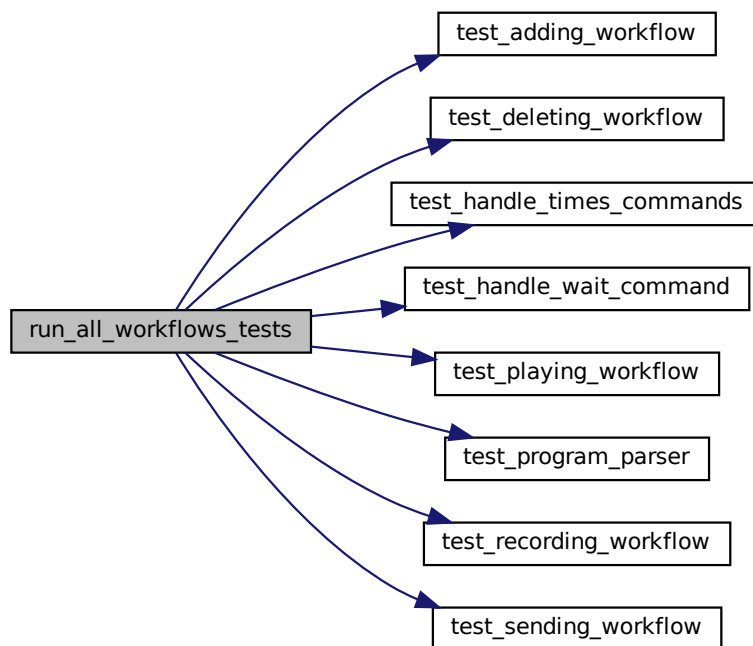 test_adding_workflow
test_deleting_workflow
test_handle_times_commands
test_handle_wait_command
run_all_workflows_tests
test_playing_workflow
test_program_parser
test_recording_workflow
test_sending_workflow